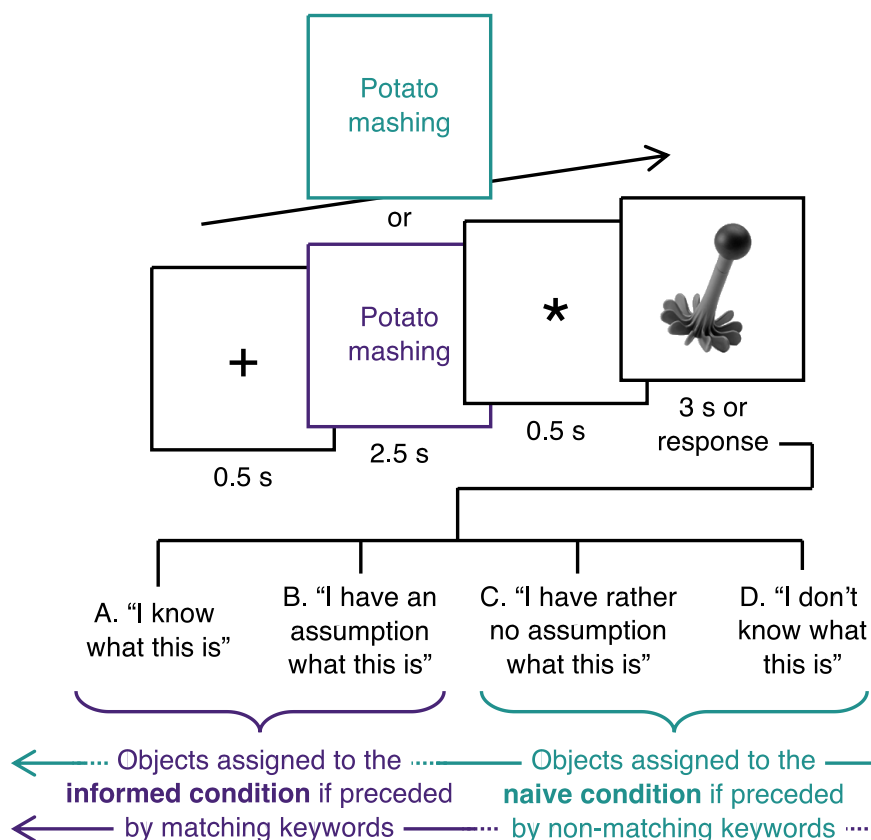 Potato
mashing
or
Potato
mashing
+
*
0.5 s
2.5 s
0.5 s
3 s or
response
A. “I know
what this is”
B. “I have an
assumption
what this is”
C. “I have rather
no assumption
what this is”
D. “I don’t
know what
this is”
Objects assigned to the
informed condition if preceded
by matching keywords
Objects assigned to the
naive condition if preceded
by non-matching keywords